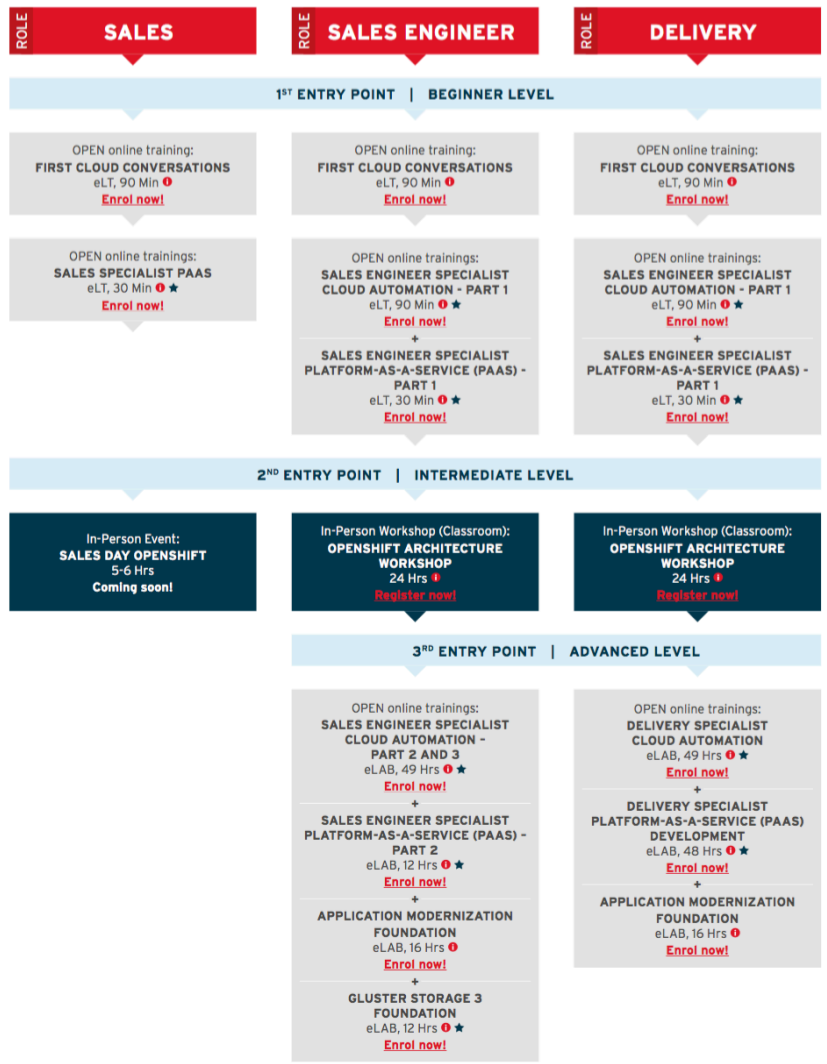 ROLE
SALES
ROLE
SALES ENGINEER
ROLE
DELIVERY
1ST ENTRY POINT | BEGINNER LEVEL
OPEN online training:
FIRST CLOUD CONVERSATIONS
eLT, 90 Min i
Enrol now!
OPEN online training:
FIRST CLOUD CONVERSATIONS
eLT, 90 Min i
Enrol now!
OPEN online training:
FIRST CLOUD CONVERSATIONS
eLT, 90 Min i
Enrol now!
OPEN online trainings:
SALES SPECIALIST PAAS
eLT, 30 Min i ★
Enrol now!
OPEN online trainings:
SALES ENGINEER SPECIALIST
CLOUD AUTOMATION - PART 1
eLT, 90 Min i ★
Enrol now!
+
SALES ENGINEER SPECIALIST
PLATFORM-AS-A-SERVICE (PAAS) -
PART 1
eLT, 30 Min i ★
Enrol now!
OPEN online trainings:
SALES ENGINEER SPECIALIST
CLOUD AUTOMATION - PART 1
eLT, 90 Min i ★
Enrol now!
+
SALES ENGINEER SPECIALIST
PLATFORM-AS-A-SERVICE (PAAS) -
PART 1
eLT, 30 Min i ★
Enrol now!
2ND ENTRY POINT | INTERMEDIATE LEVEL
In-Person Event:
SALES DAY OPENSHIFT
5-6 Hrs
Coming soon!
In-Person Workshop (Classroom):
OPENSHIFT ARCHITECTURE
WORKSHOP
24 Hrs i
Register now!
In-Person Workshop (Classroom):
OPENSHIFT ARCHITECTURE
WORKSHOP
24 Hrs i
Register now!
3RD ENTRY POINT | ADVANCED LEVEL
OPEN online trainings:
SALES ENGINEER SPECIALIST
CLOUD AUTOMATION –
PART 2 AND 3
eLAB, 49 Hrs i ★
Enrol now!
+
SALES ENGINEER SPECIALIST
PLATFORM-AS-A-SERVICE (PAAS) –
PART 2
eLAB, 12 Hrs i ★
Enrol now!
+
APPLICATION MODERNIZATION
FOUNDATION
eLAB, 16 Hrs i
Enrol now!
+
GLUSTER STORAGE 3
FOUNDATION
eLAB, 12 Hrs i ★
Enrol now!
OPEN online trainings:
DELIVERY SPECIALIST
CLOUD AUTOMATION
eLAB, 49 Hrs i ★
Enrol now!
+
DELIVERY SPECIALIST
PLATFORM-AS-A-SERVICE (PAAS)
DEVELOPMENT
eLAB, 48 Hrs i ★
Enrol now!
+
APPLICATION MODERNIZATION
FOUNDATION
eLAB, 16 Hrs i
Enrol now!